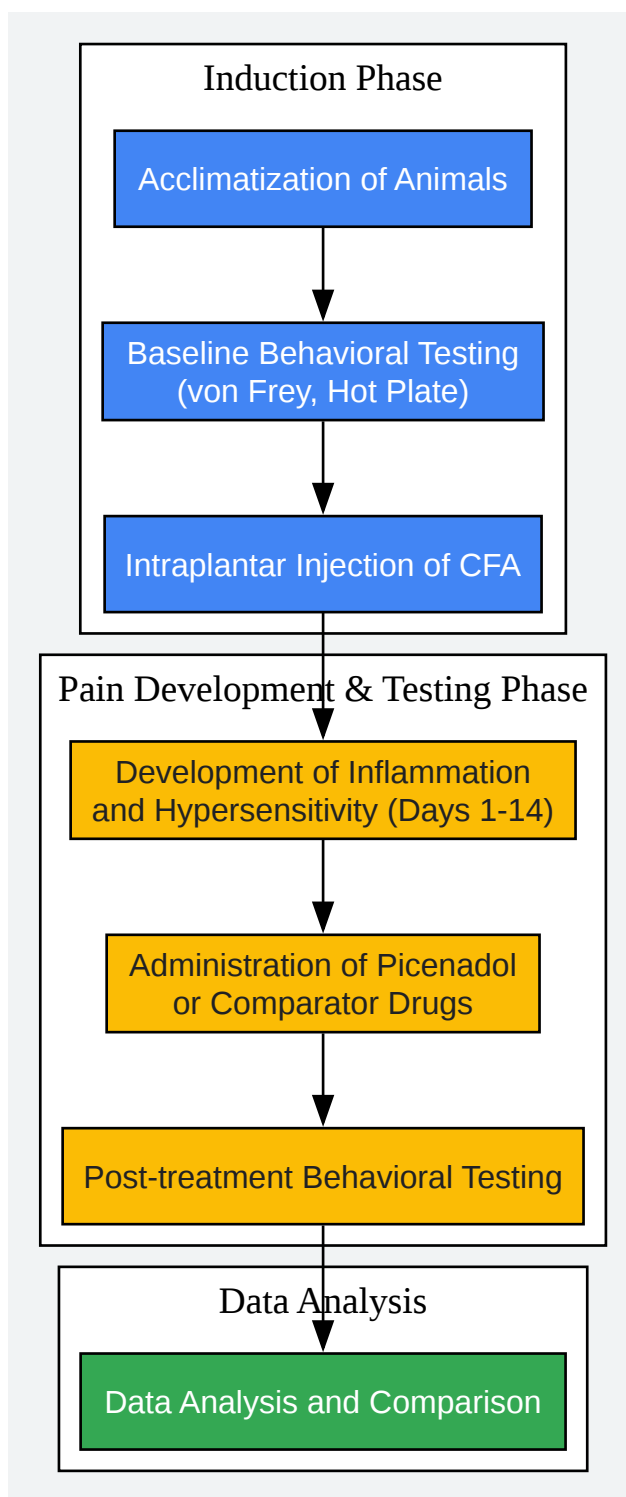 Induction Phase
Acclimatization of Animals
Baseline Behavioral Testing
(von Frey, Hot Plate)
Intraplantar Injection of CFA
Pain Development & Testing Phase
Development of Inflammation
and Hypersensitivity (Days 1-14)
Administration of Picenadol
or Comparator Drugs
Post-treatment Behavioral Testing
Data Analysis
Data Analysis and Comparison